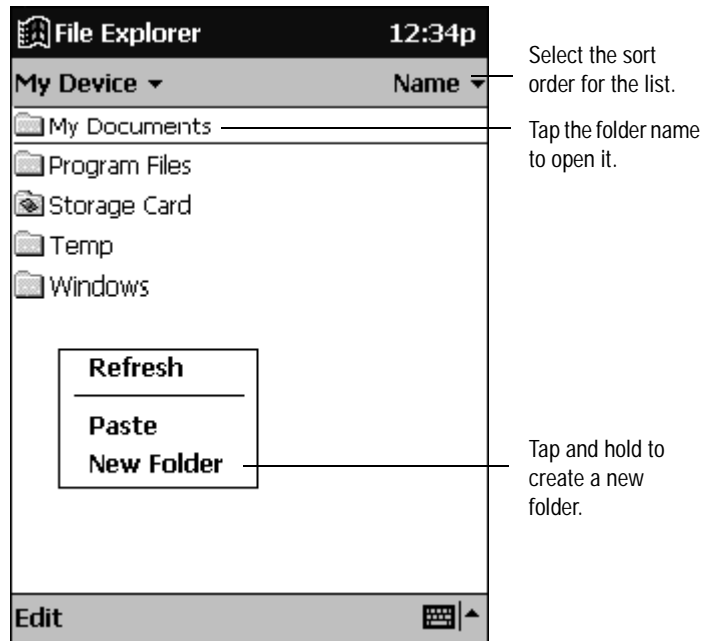 File Explorer 12:34p
My Device Name
My Documents
Program Files
Storage Card
Temp
Windows
Refresh
Paste
New Folder
Edit
Select the sort
order for the list.
Tap the folder name
to open it.
Tap and hold to
create a new
folder.